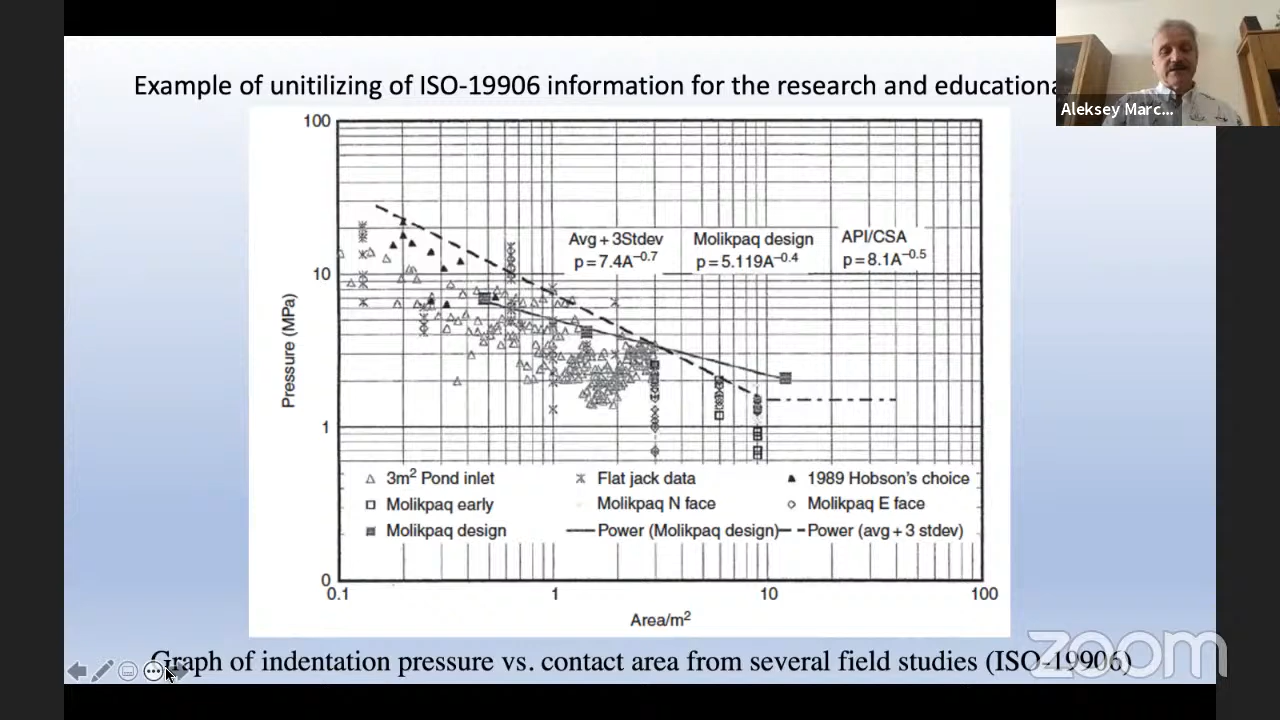 Example of unitilizing of ISO-19906 information for the research and educationa
Aleksey Marc...
100
10
1
0
Pressure (MPa)
Avg + 3Stdev
p = 7.4A^−0.7
Molikpaq design
p = 5.119A^−0.4
API/CSA
p = 8.1A^−0.5
3m² Pond inlet
Flat jack data
1989 Hobson's choice
Molikpaq early
Molikpaq N face
Molikpaq E face
Molikpaq design
Power (Molikpaq design)
Power (avg + 3 stdev)
0.1
1
10
100
Area/m²
Graph of indentation pressure vs. contact area from several field studies (ISO-19906)
zoom